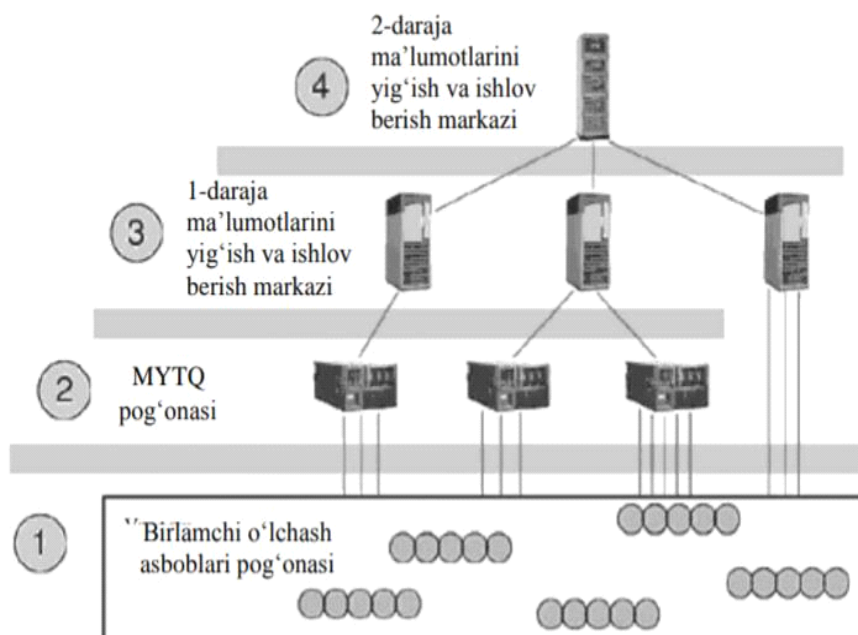 4
2-daraja
ma’lumotlarini
yig‘ish va ishlov
berish markazi
3
1-daraja
ma’lumotlarini
yig‘ish va ishlov
berish markazi
2
MYTQ
pog‘onasi
1
Birlamchi o‘lchash
asboblari pog‘onasi